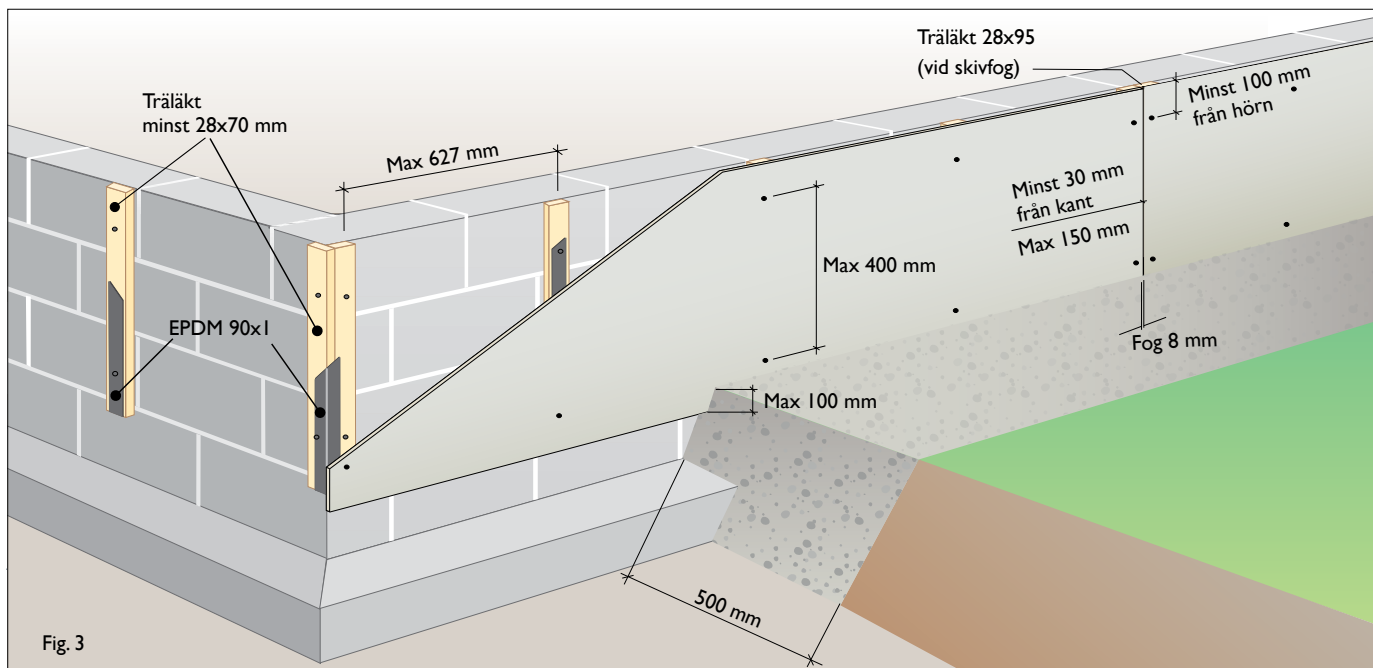 Träläkt
minst 28x70 mm
Max 627 mm
EPDM 90x1
Träläkt 28x95
(vid skivfog)
Minst 100 mm
från hörn
Minst 30 mm
från kant
Max 150 mm
Max 400 mm
Fog 8 mm
Max 100 mm
500 mm
Fig. 3